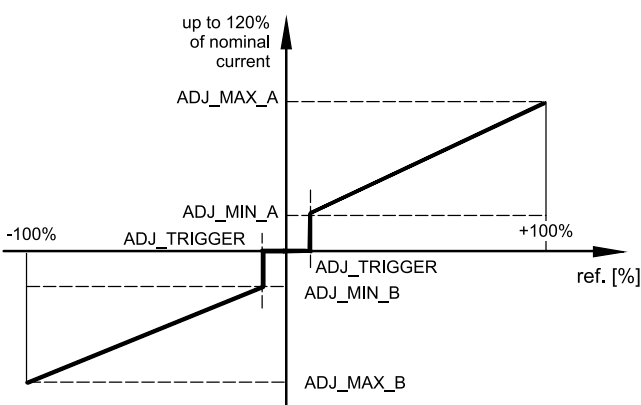 up to 120%
of nominal
current
ADJ_MAX_A
ADJ_MIN_A
-100%
ADJ_TRIGGER
+100%
ADJ_TRIGGER
ref. [%]
ADJ_MIN_B
ADJ_MAX_B